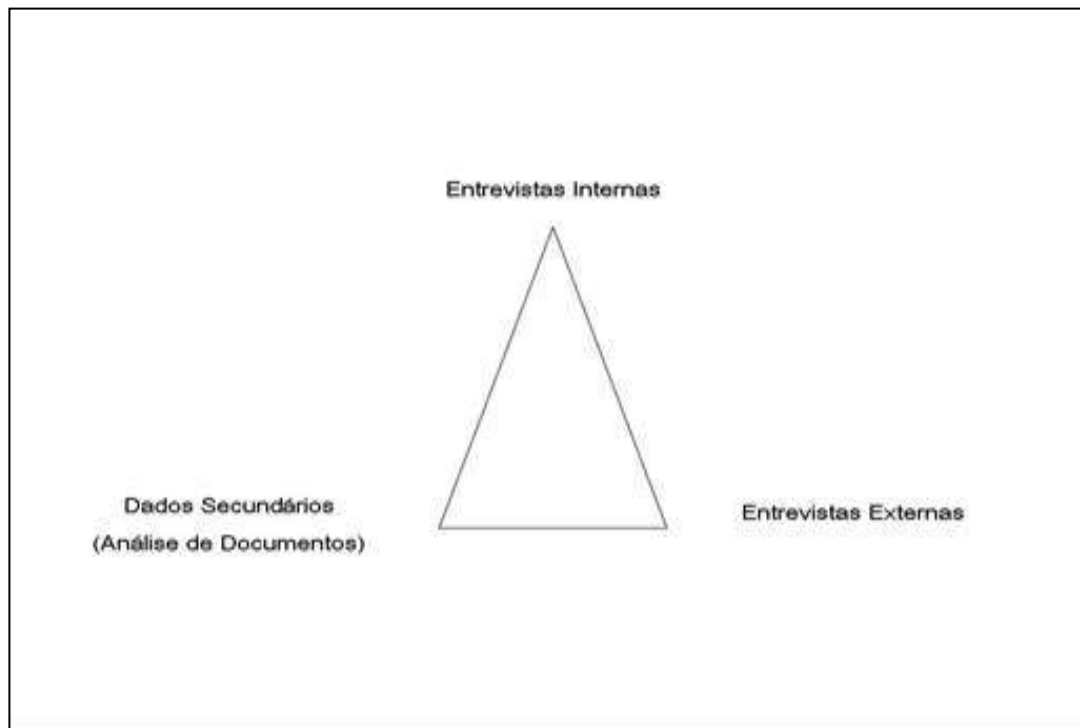 Entrevistas Internas
Dados Secundários
(Análise de Documentos)
Entrevistas Externas